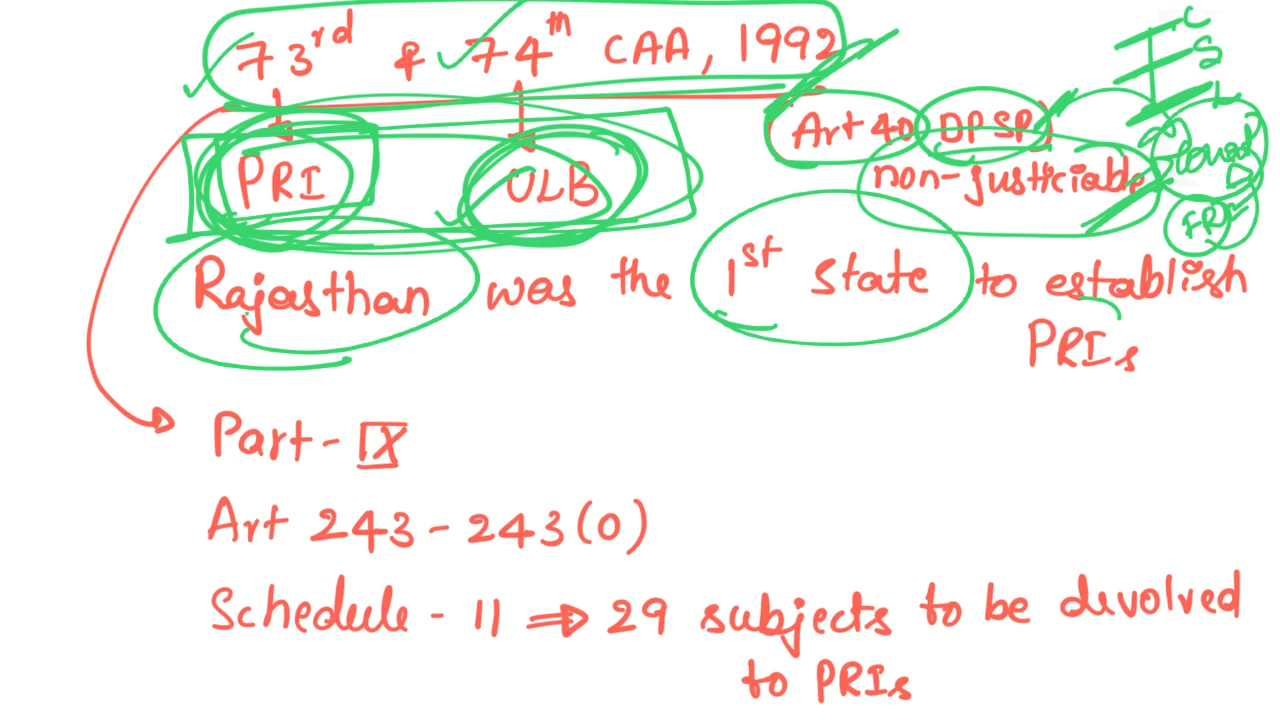 73rd & 74th CAA, 1992
C
S
L
PRI ULB Art 40 (DPSP)
non-justiciable
FR
Rajasthan was the 1st State to establish
PRIs
Part-IX
Art 243-243(O)
Schedule - 11 ⇒ 29 subjects to be devolved
to PRIs